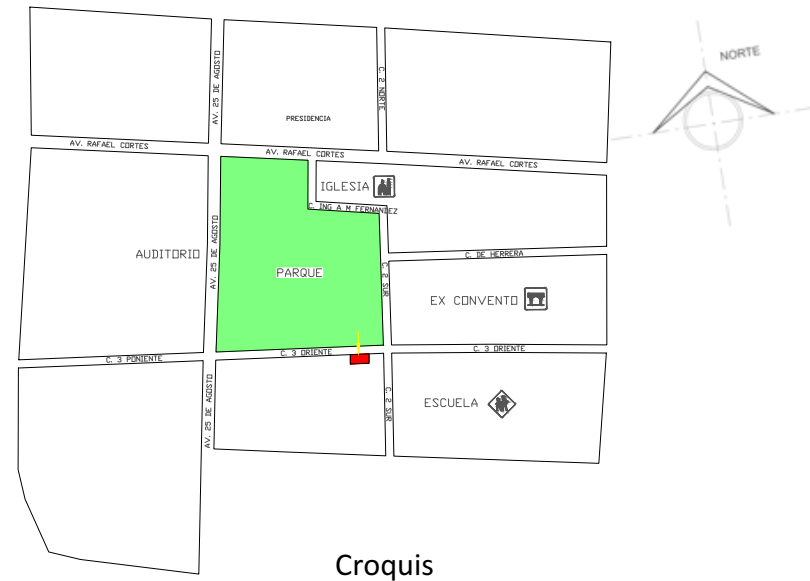 NORTE
AV. 25 DE AGOSTO
C. 2 NORTE
PRESIDENCIA
AV. RAFAEL CORTES
AV. RAFAEL CORTES
AV. RAFAEL CORTES
IGLESIA
C. ING A M FERNANDEZ
AUDITORIO
AV. 25 DE AGOSTO
PARQUE
C. 2 SUR
C. DE HERRERA
EX CONVENTO
C. 3 PONIENTE
C. 3 ORIENTE
C. 3 ORIENTE
AV. 25 DE AGOSTO
C. 2 SUR
ESCUELA
Croquis